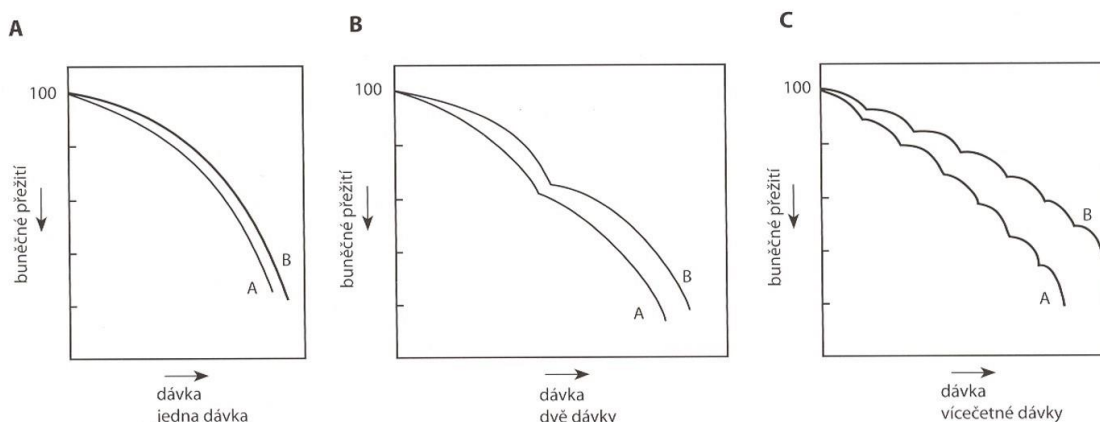 A
100
buněčné přežití
A
B
dávka
jedna dávka
B
100
buněčné přežití
A
B
dávka
dvě dávky
C
100
buněčné přežití
A
B
dávka
vícečetné dávky